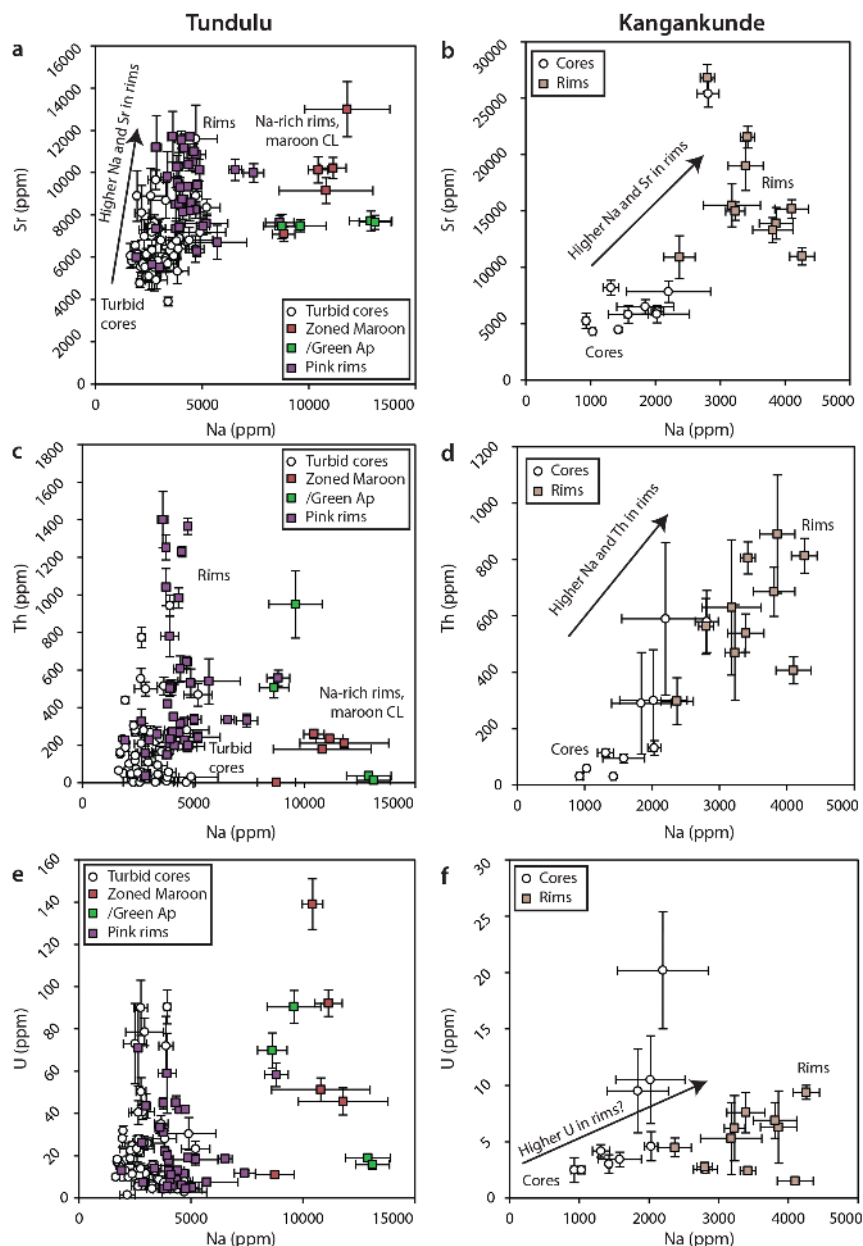 Tundulu
Kangankunde
a
16000
14000
12000
10000
8000
6000
4000
2000
0
Sr (ppm)
Higher Na and Sr in rims
Rims
Na-rich rims,
maroon CL
Turbid
cores
Turbid cores
Zoned Maroon
/Green Ap
Pink rims
0
5000
10000
15000
Na (ppm)
b
30000
25000
20000
15000
10000
5000
0
Sr (ppm)
Cores
Rims
Higher Na and Sr in rims
Rims
Cores
0
1000
2000
3000
4000
5000
Na (ppm)
c
1800
1600
1400
1200
1000
800
600
400
200
0
Th (ppm)
Turbid cores
Zoned Maroon
/Green Ap
Pink rims
Rims
Na-rich rims,
maroon CL
Turbid
cores
0
5000
10000
15000
Na (ppm)
d
1200
1000
800
600
400
200
0
Th (ppm)
Cores
Rims
Higher Na and Th in rims
Rims
Cores
0
1000
2000
3000
4000
5000
Na (ppm)
e
160
140
120
100
80
60
40
20
0
U (ppm)
Turbid cores
Zoned Maroon
/Green Ap
Pink rims
0
5000
10000
15000
Na (ppm)
f
30
25
20
15
10
5
0
U (ppm)
Cores
Rims
Higher U in rims?
Rims
Cores
0
1000
2000
3000
4000
5000
Na (ppm)